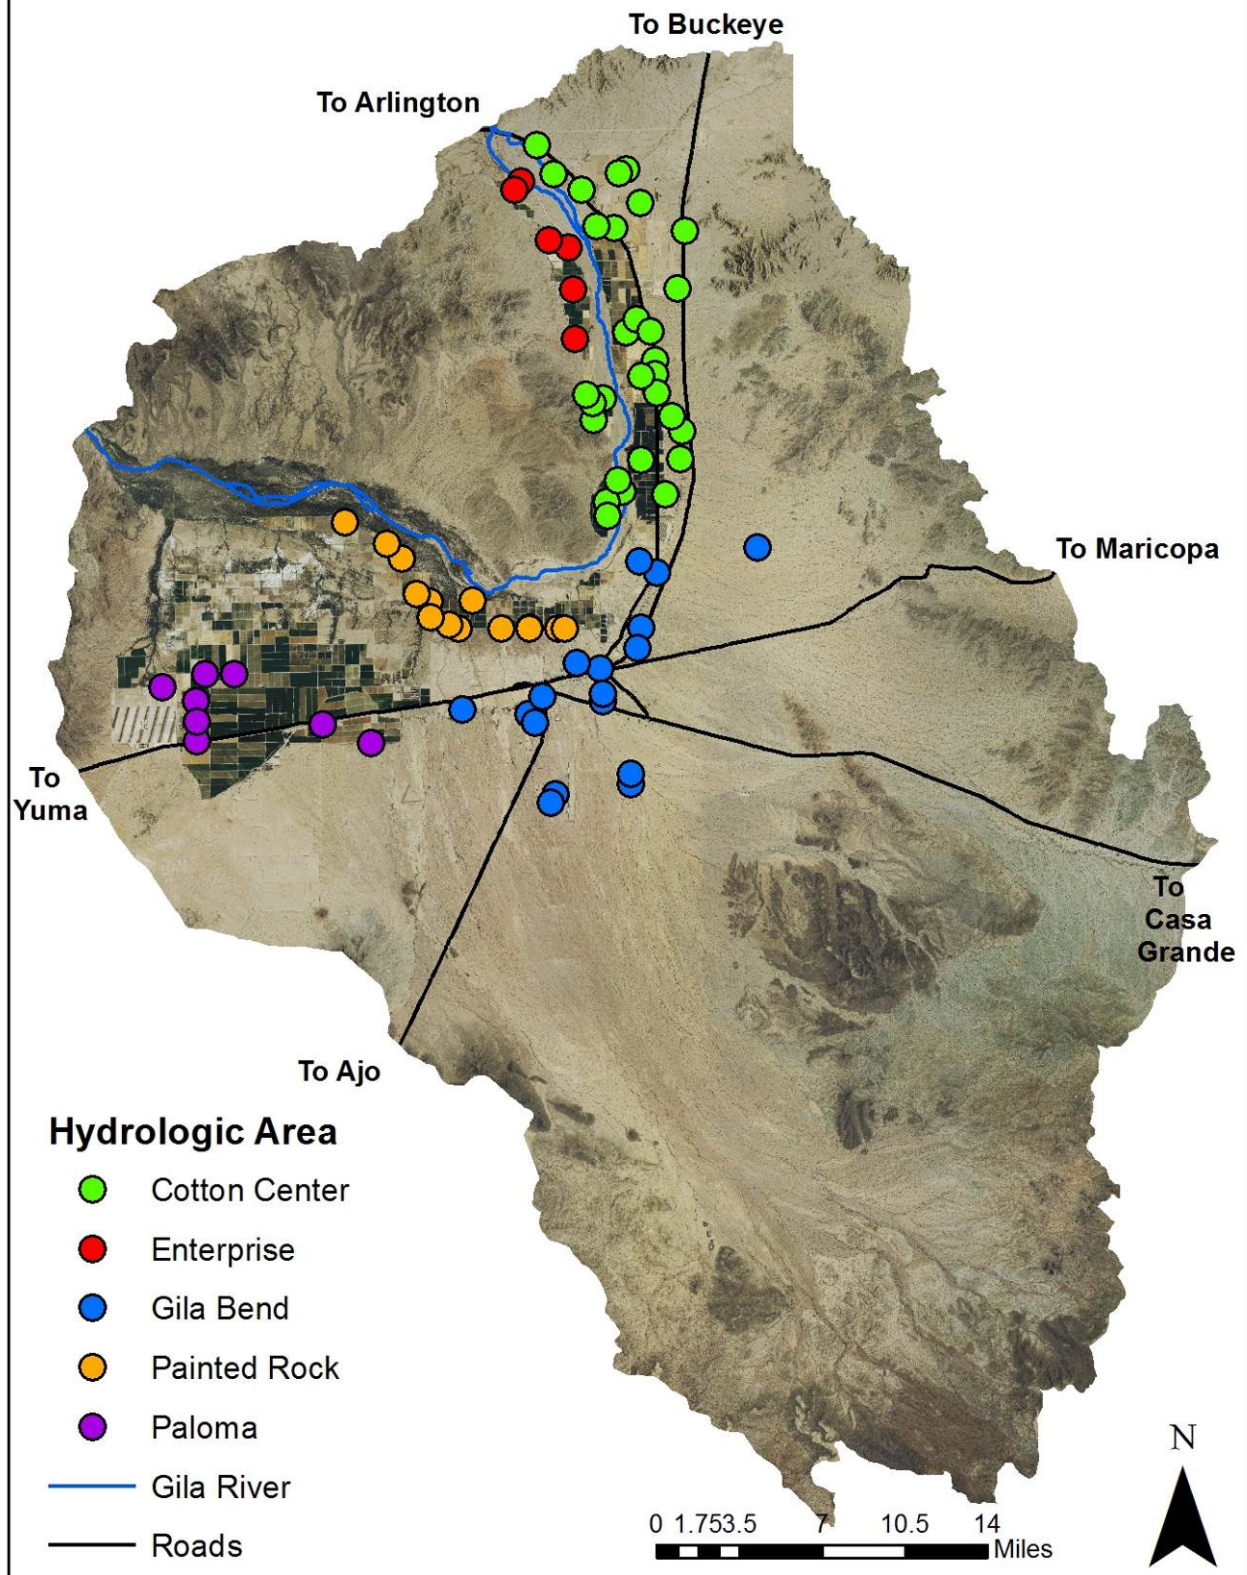 To Buckeye
To Arlington
To Maricopa
To
Yuma
To
Casa
Grande
To Ajo
Hydrologic Area
Cotton Center
Enterprise
Gila Bend
Painted Rock
Paloma
Gila River
Roads
N
0 1.753.5 7 10.5 14
Miles